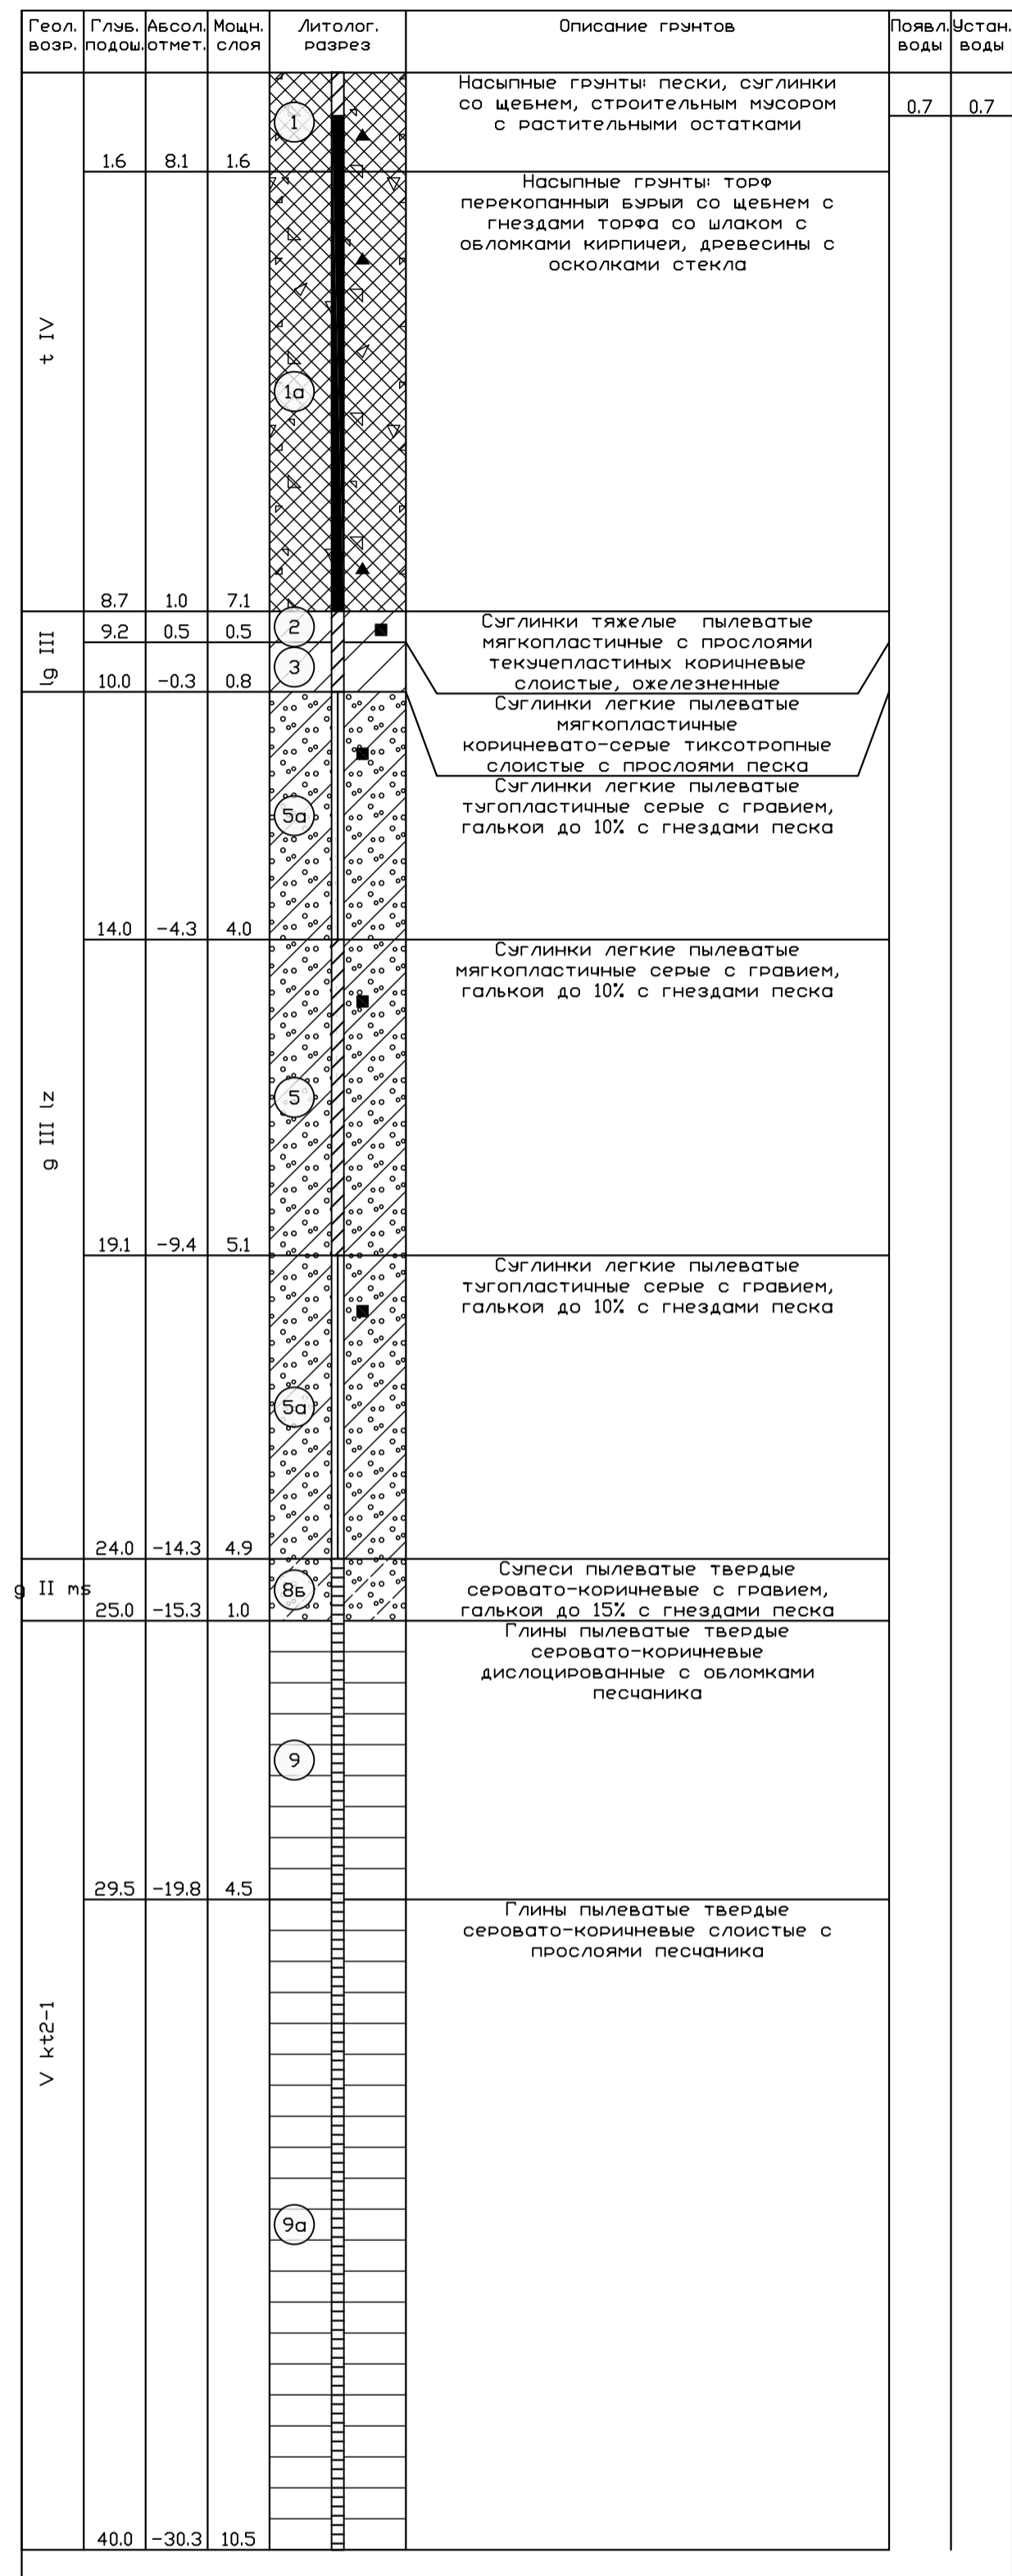 Геол. возр.
Глуб. подош.
Абсол. отмет.
Мощн. слоя
Литолог. разрез
Описание грунтов
Появл. воды
Устан. воды
Насыпные грунты: пески, суглинки
со щебнем, строительным мусором
с растительными остатками
0.7 0.7
1
1.6 8.1 1.6
Насыпные грунты: торф
перекопанный бурый со щебнем с
гнездами торфа со шлаком с
обломками кирпичей, древесины с
осколками стекла
t IV
1а
8.7 1.0 7.1
Суглинки тяжелые пылеватые
мягкопластичные с прослоями
текучепластиных коричневые
слоистые, ожелезненные
lg III
9.2 0.5 0.5
2
3
10.0 -0.3 0.8
Суглинки легкие пылеватые
мягкопластичные
коричневато-серые тиксотропные
слоистые с прослоями песка
Суглинки легкие пылеватые
тугопластичные серые с гравием,
галькой до 10% с гнездами песка
5а
14.0 -4.3 4.0
Суглинки легкие пылеватые
мягкопластичные серые с гравием,
галькой до 10% с гнездами песка
g III lz
5
19.1 -9.4 5.1
Суглинки легкие пылеватые
тугопластичные серые с гравием,
галькой до 10% с гнездами песка
5а
24.0 -14.3 4.9
Супеси пылеватые твердые
серовато-коричневые с гравием,
галькой до 15% с гнездами песка
g II ms
8б
25.0 -15.3 1.0
Глины пылеватые твердые
серовато-коричневые
дислоцированные с обломками
песчаника
9
29.5 -19.8 4.5
Глины пылеватые твердые
серовато-коричневые слоистые с
прослоями песчаника
V kt2-1
9а
40.0 -30.3 10.5